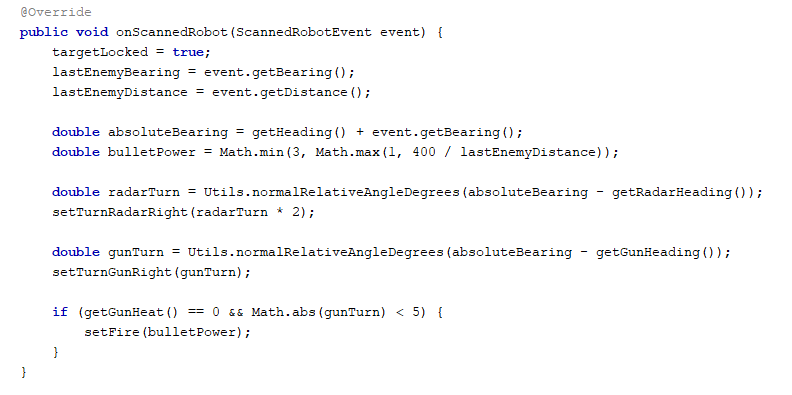 @Override
public void onScannedRobot(ScannedRobotEvent event) {
    targetLocked = true;
    lastEnemyBearing = event.getBearing();
    lastEnemyDistance = event.getDistance();

    double absoluteBearing = getHeading() + event.getBearing();
    double bulletPower = Math.min(3, Math.max(1, 400 / lastEnemyDistance));

    double radarTurn = Utils.normalRelativeAngleDegrees(absoluteBearing - getRadarHeading());
    setTurnRadarRight(radarTurn * 2);

    double gunTurn = Utils.normalRelativeAngleDegrees(absoluteBearing - getGunHeading());
    setTurnGunRight(gunTurn);

    if (getGunHeat() == 0 && Math.abs(gunTurn) < 5) {
        setFire(bulletPower);
    }
}